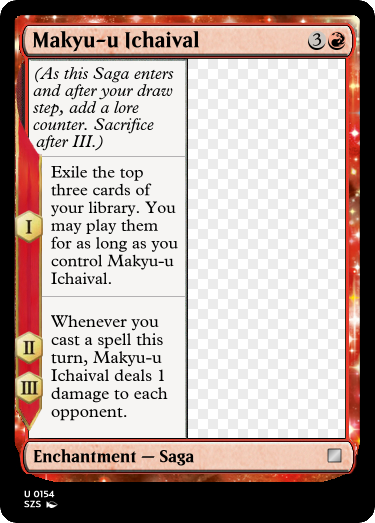 Makyu-u Ichaival 3
(As this Saga enters
and after your draw
step, add a lore
counter. Sacrifice
after III.)
I
Exile the top
three cards of
your library. You
may play them
for as long as you
control Makyu-u
Ichaival.
II
III
Whenever you
cast a spell this
turn, Makyu-u
Ichaival deals 1
damage to each
opponent.
Enchantment — Saga
U 0154
SZS